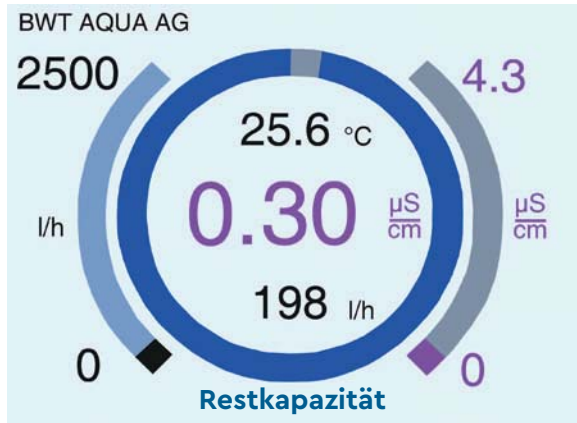 BWT AQUA AG
2500 4.3
25.6 °C
l/h 0.30 µS/cm µS/cm
198 l/h
0 0
Restkapazität